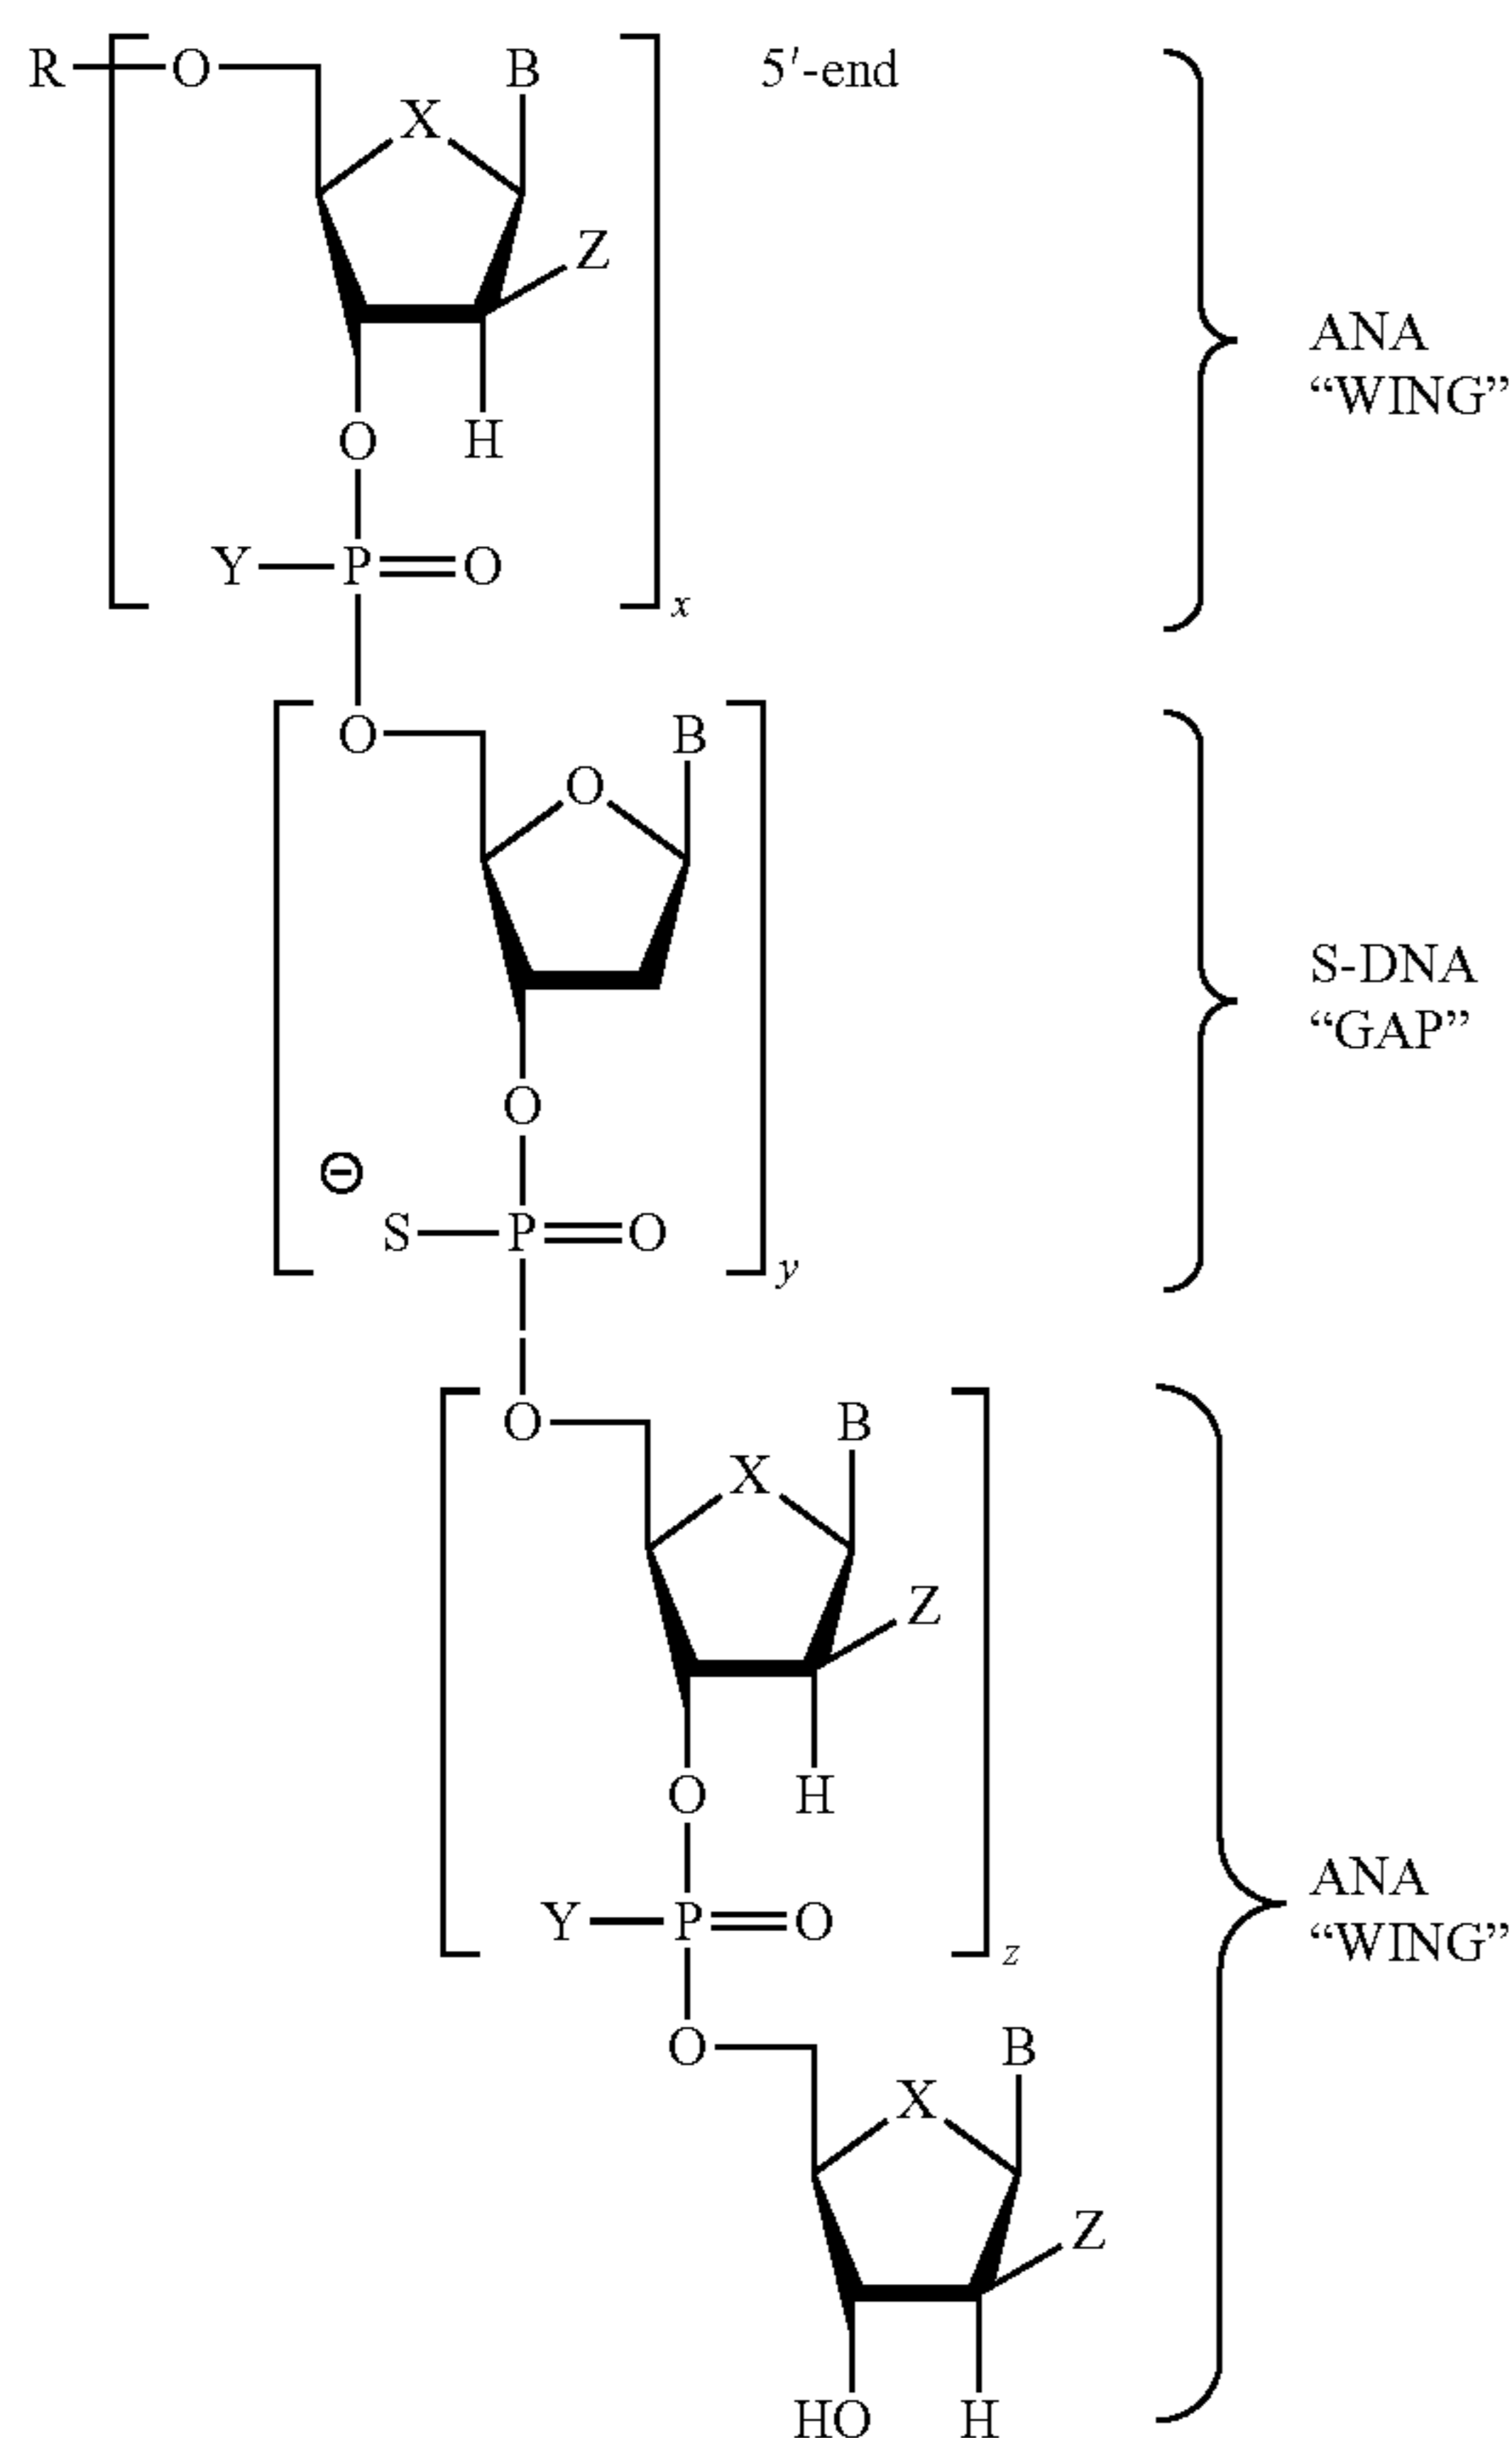 R O B 5′-end
X
Z
ANA
“WING”
O H
Y P O
x
O B
O
S-DNA
“GAP”
O
⊖
S P O
y
O B
X
Z
O H
ANA
“WING”
Y P O
z
O B
X
Z
HO H